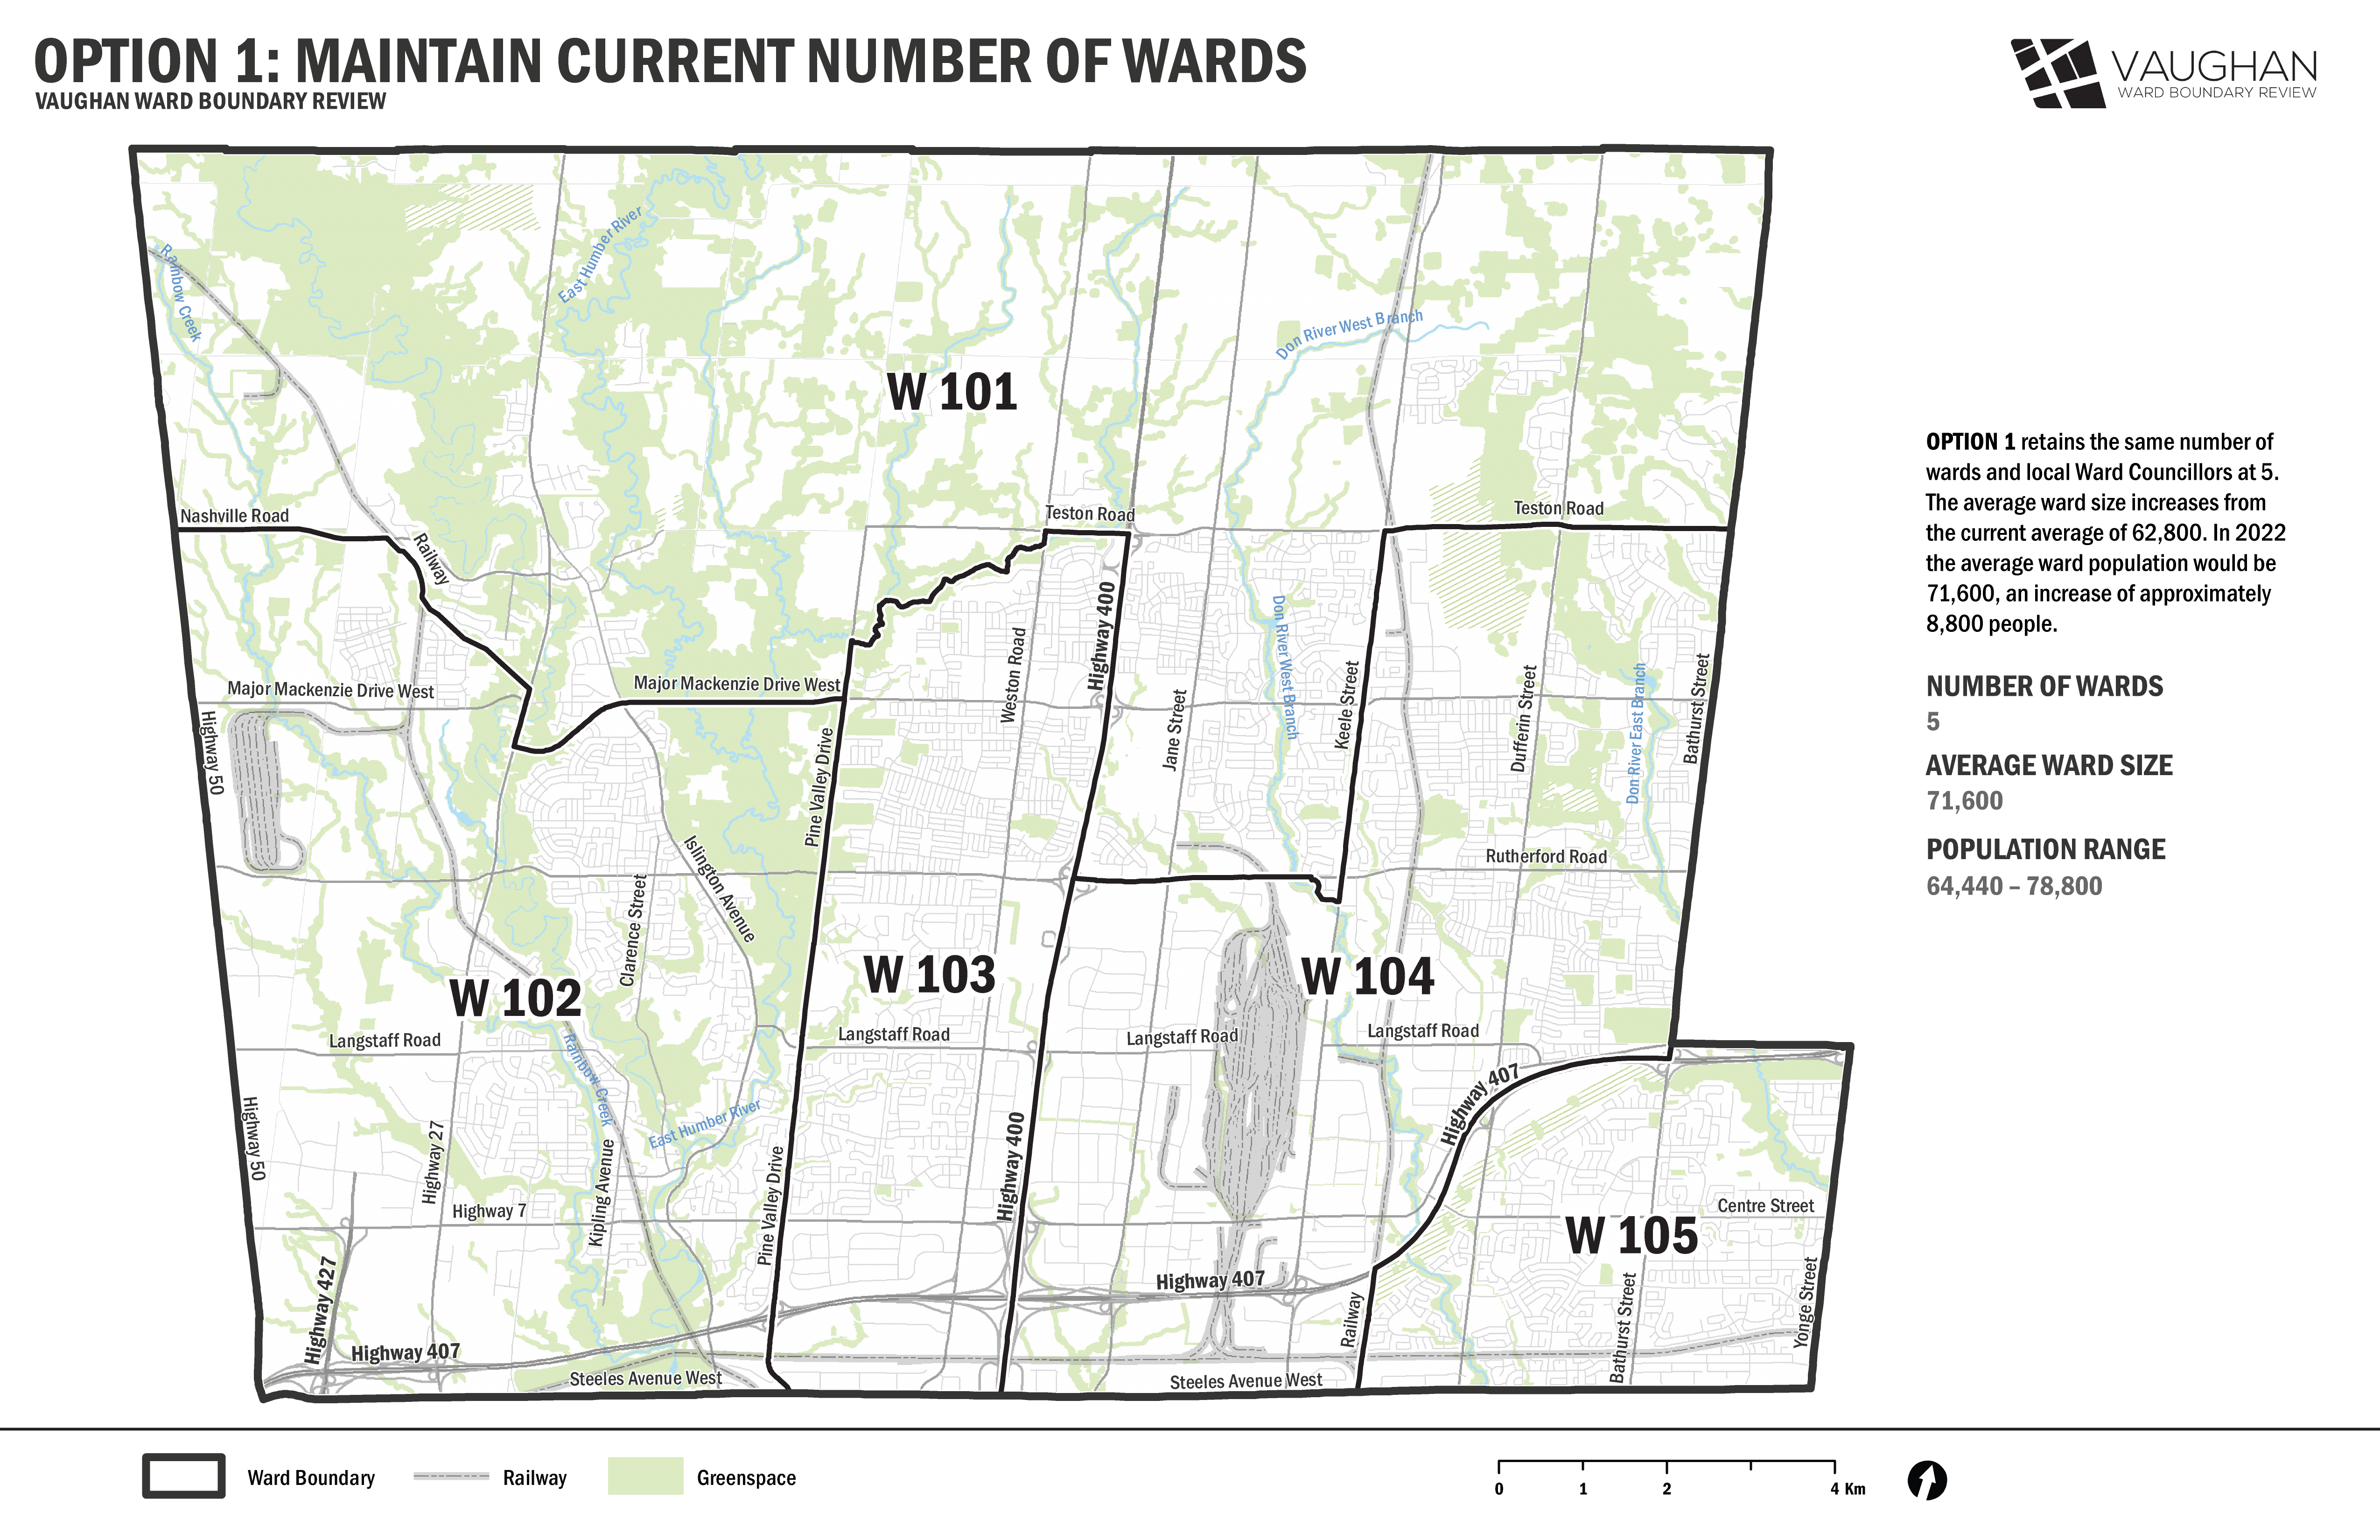 OPTION 1: MAINTAIN CURRENT NUMBER OF WARDS
VAUGHAN WARD BOUNDARY REVIEW
VAUGHAN
WARD BOUNDARY REVIEW
East Humber River
Rainbow Creek
Don River West Branch
W 101
Nashville Road
Railway
Teston Road
Teston Road
Highway 400
Don River West Branch
Weston Road
Keele Street
Jane Street
Dufferin Street
Don River East Branch
Bathurst Street
Major Mackenzie Drive West
Major Mackenzie Drive West
Highway 50
Pine Valley Drive
Islington Avenue
Clarence Street
Rutherford Road
W 102
W 103
W 104
Langstaff Road
Langstaff Road
Langstaff Road
Langstaff Road
Rainbow Creek
East Humber River
Highway 407
Highway 50
Highway 27
Kipling Avenue
Highway 7
Pine Valley Drive
Highway 400
Centre Street
W 105
Highway 427
Highway 407
Highway 407
Railway
Bathurst Street
Yonge Street
Steeles Avenue West
Steeles Avenue West
OPTION 1 retains the same number of
wards and local Ward Councillors at 5.
The average ward size increases from
the current average of 62,800. In 2022
the average ward population would be
71,600, an increase of approximately
8,800 people.
NUMBER OF WARDS
5
AVERAGE WARD SIZE
71,600
POPULATION RANGE
64,440 – 78,800
Ward Boundary
Railway
Greenspace
0 1 2 4 Km